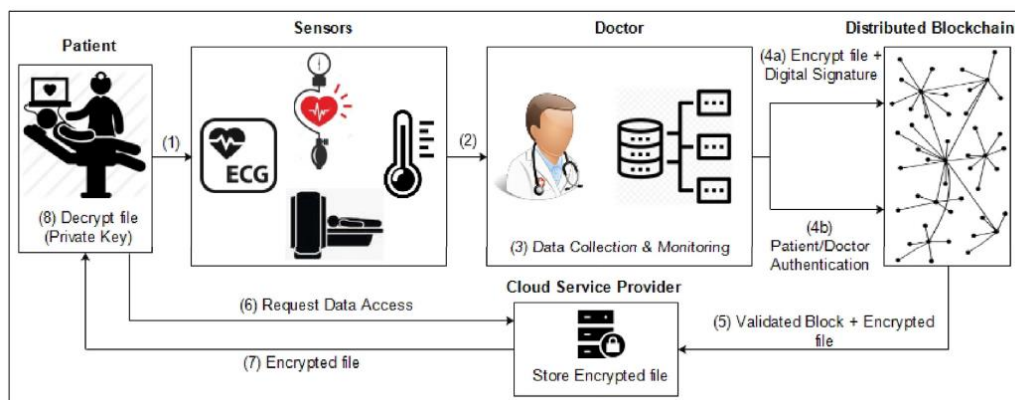 Patient
Sensors
Doctor
Distributed Blockchain
(1)
ECG
(2)
(4a) Encrypt file +
Digital Signature
(8) Decrypt file
(Private Key)
(3) Data Collection & Monitoring
(4b)
Patient/Doctor
Authentication
Cloud Service Provider
(6) Request Data Access
(5) Validated Block + Encrypted
file
(7) Encrypted file
Store Encrypted file